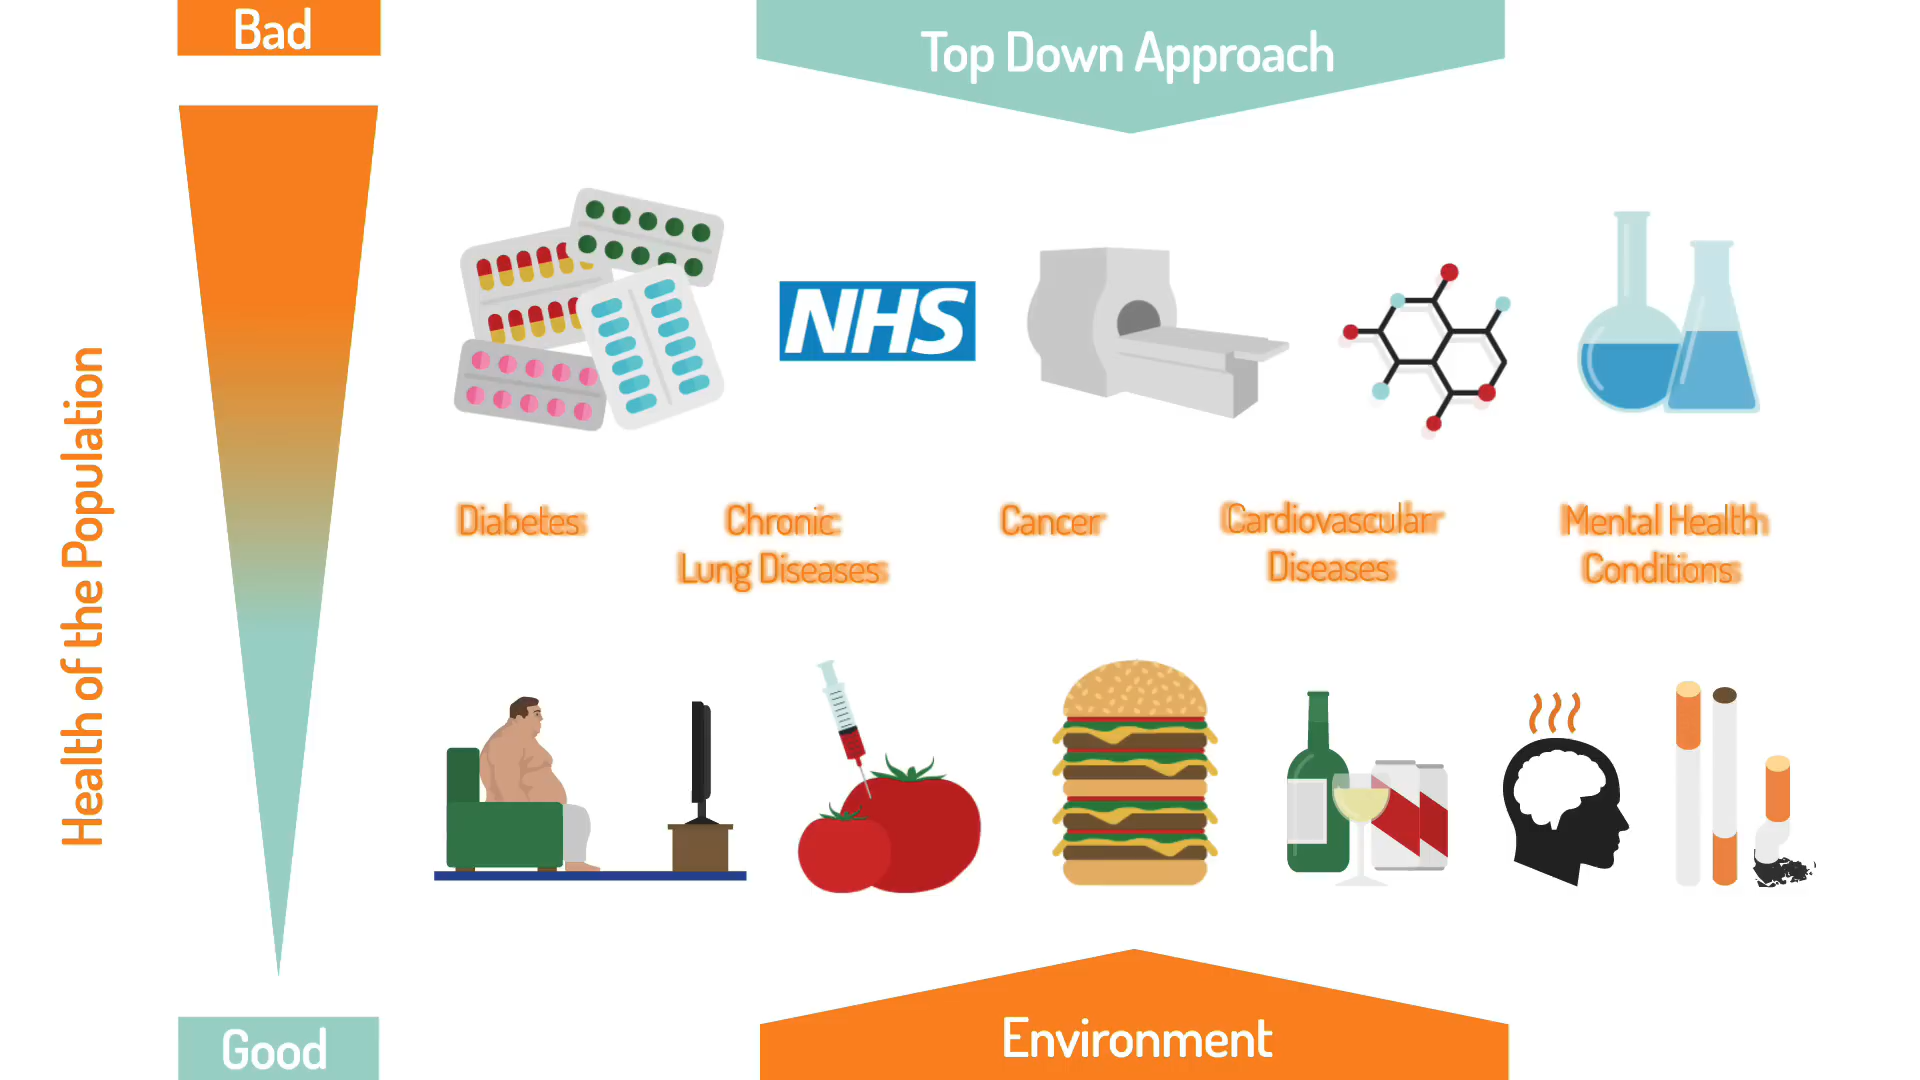 Bad
Top Down Approach
NHS
Health of the Population
Diabetes
Chronic
Lung Diseases
Cancer
Cardiovascular
Diseases
Mental Health
Conditions
Environment
Good